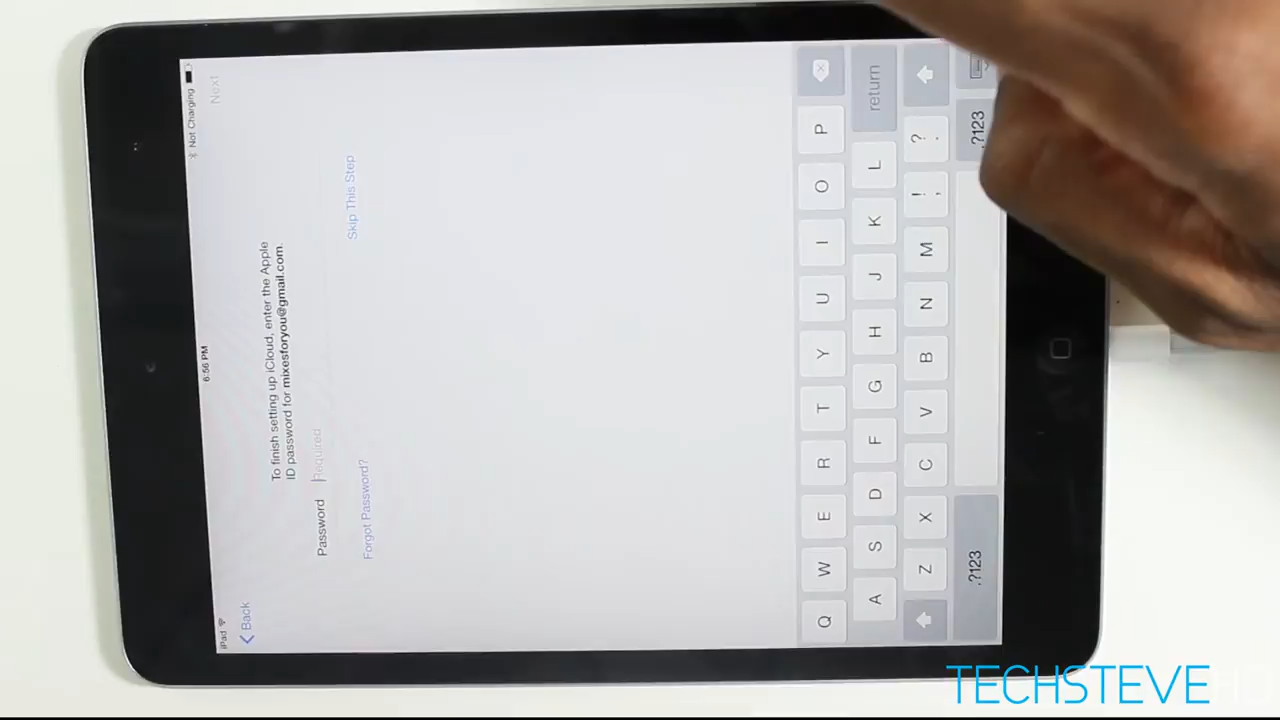 iPad
6:56 PM
Not Charging
Back
Next
To finish setting up iCloud, enter the Apple
ID password for mixesforyou@gmail.com.
Password Required
Forgot Password?
Skip This Step
Q W E R T Y U I O P
A S D F G H J K L return
Z X C V B N M ! , ? .
.?123 .?123
TECHSTEVEHD